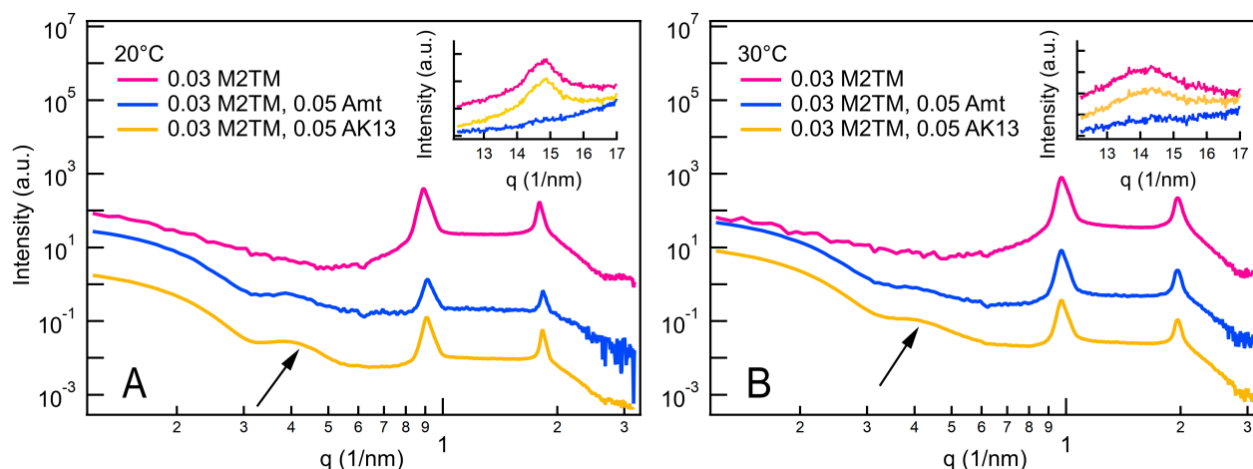 20°C
0.03 M2TM
0.03 M2TM, 0.05 Amt
0.03 M2TM, 0.05 AK13
Intensity (a.u.)
10^7
10^5
10^3
10^1
10^-1
10^-3
A
2 3 4 5 6 7 8 9 1 2 3
q (1/nm)
Intensity (a.u.)
13 14 15 16 17
q (1/nm)
30°C
0.03 M2TM
0.03 M2TM, 0.05 Amt
0.03 M2TM, 0.05 AK13
Intensity (a.u.)
10^7
10^5
10^3
10^1
10^-1
10^-3
B
2 3 4 5 6 7 8 9 1 2 3
q (1/nm)
Intensity (a.u.)
13 14 15 16 17
q (1/nm)